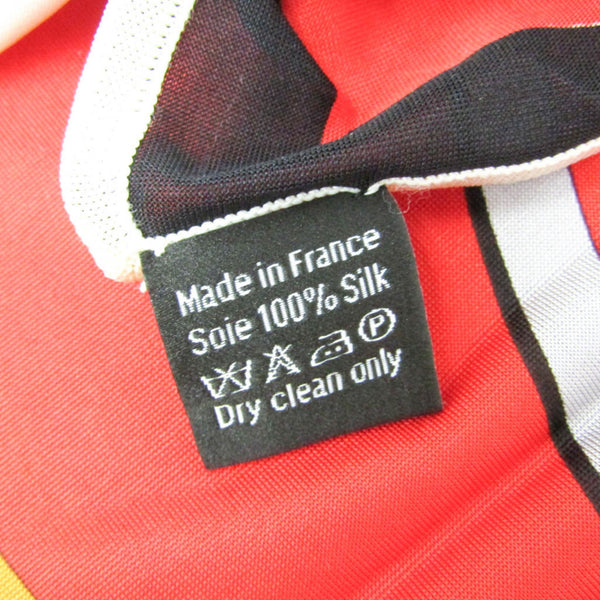 Made in France
Soie 100% Silk
P
Dry clean only